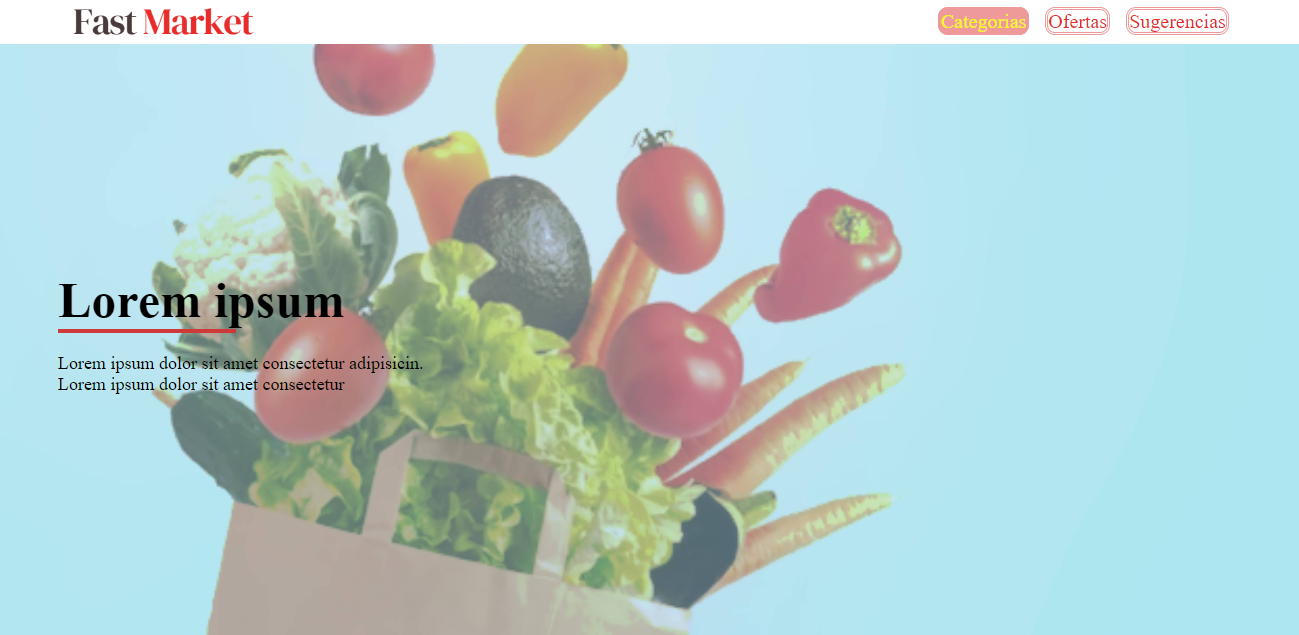 Fast Market
Categorias Ofertas Sugerencias
Lorem ipsum
Lorem ipsum dolor sit amet consectetur adipisicin.
Lorem ipsum dolor sit amet consectetur